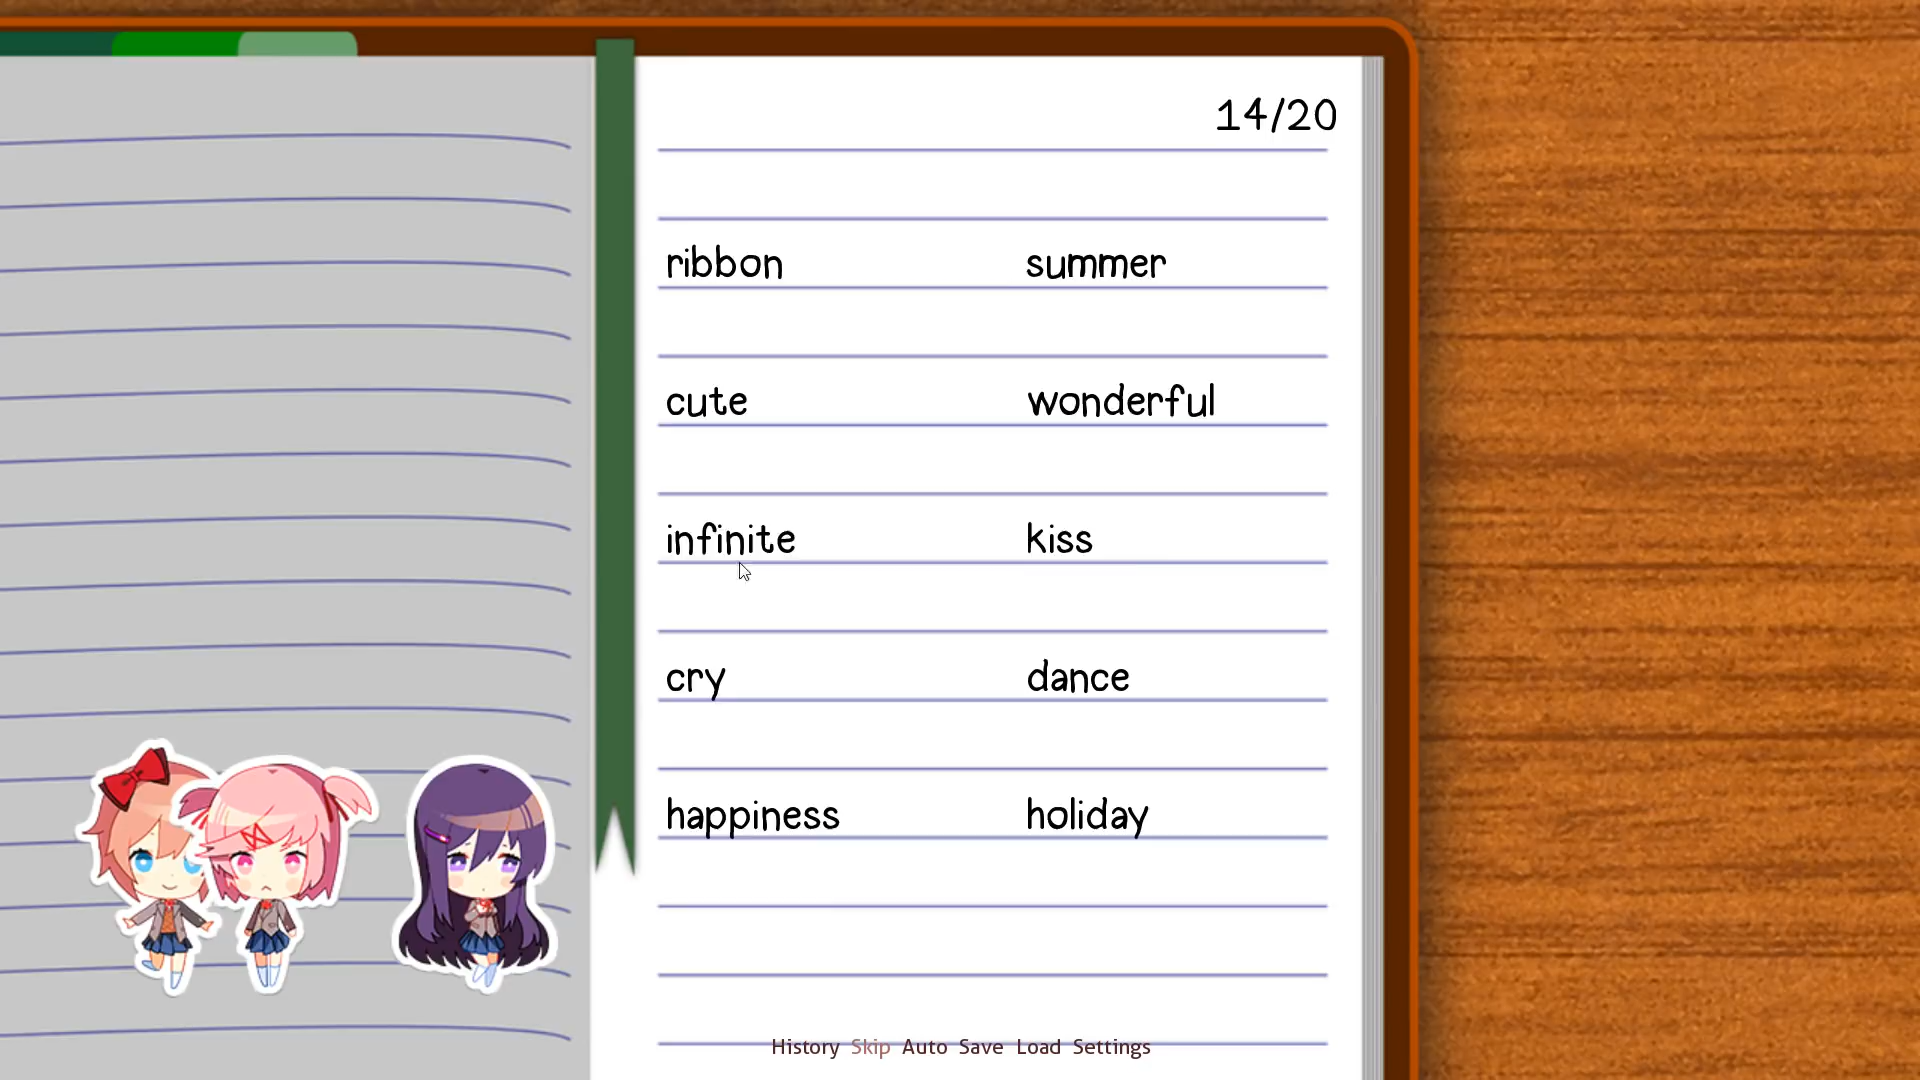 14/20
ribbon summer
cute wonderful
infinite kiss
cry dance
happiness holiday
History Skip Auto Save Load Settings